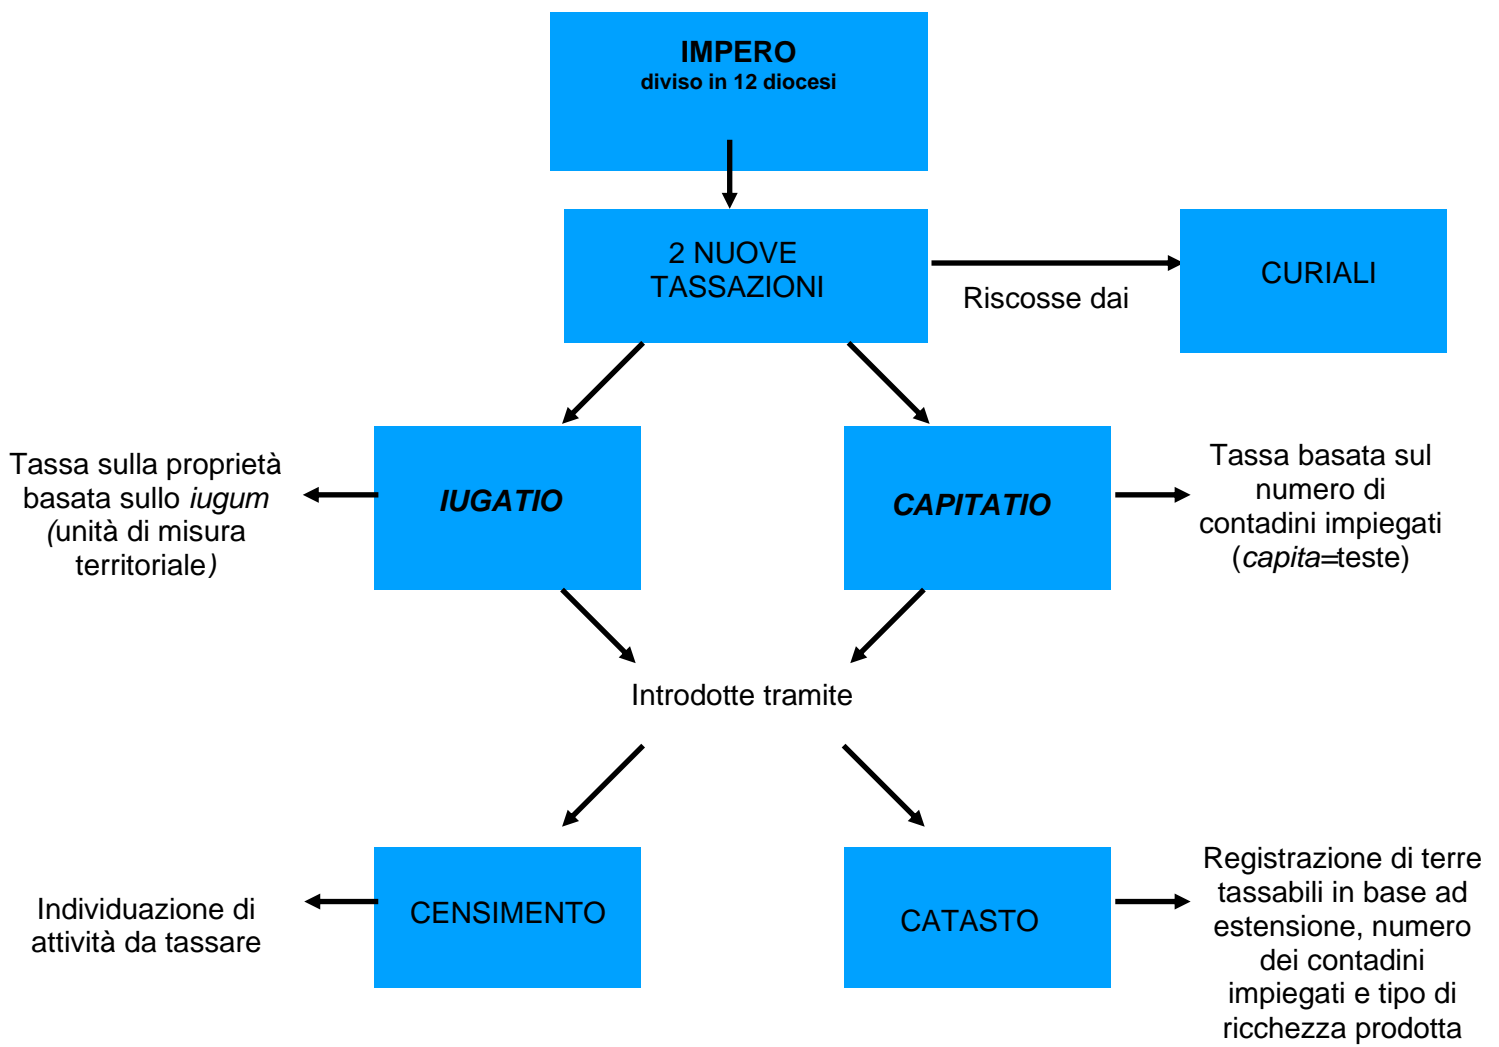 IMPERO
diviso in 12 diocesi
2 NUOVE
TASSAZIONI
Riscosse dai
CURIALI
Tassa sulla proprietà
basata sullo iugum
(unità di misura
territoriale)
IUGATIO
CAPITATIO
Tassa basata sul
numero di
contadini impiegati
(capita=teste)
Introdotte tramite
Individuazione di
attività da tassare
CENSIMENTO
CATASTO
Registrazione di terre
tassabili in base ad
estensione, numero
dei contadini
impiegati e tipo di
ricchezza prodotta